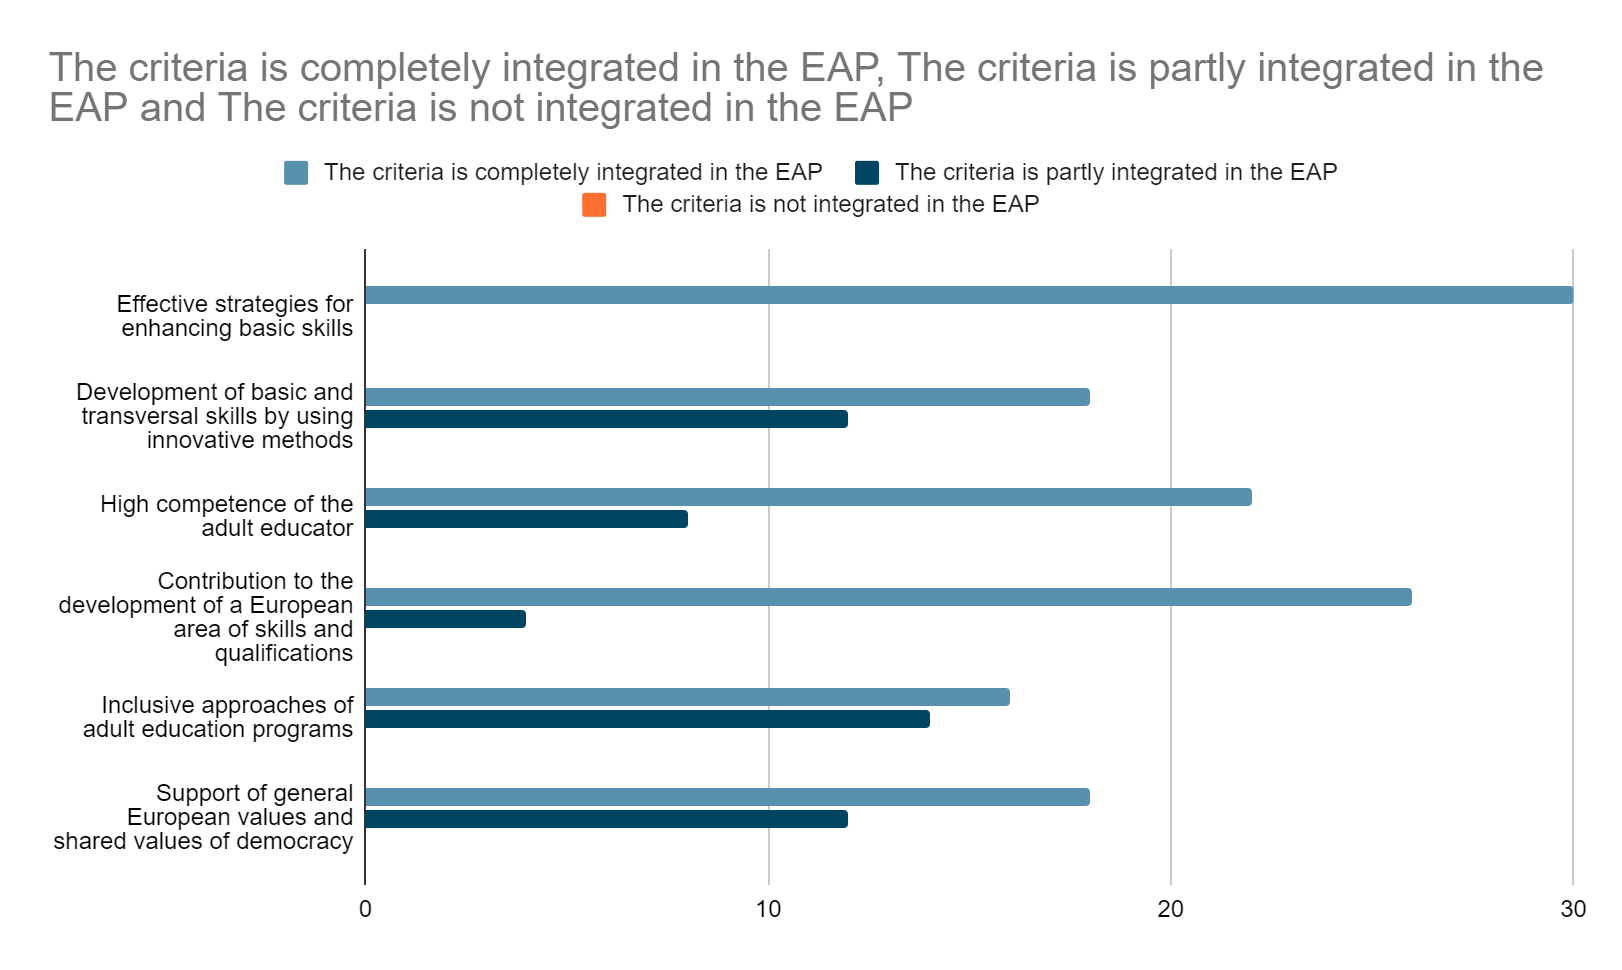 The criteria is completely integrated in the EAP, The criteria is partly integrated in the
EAP and The criteria is not integrated in the EAP
The criteria is completely integrated in the EAP
The criteria is partly integrated in the EAP
The criteria is not integrated in the EAP
Effective strategies for
enhancing basic skills
Development of basic and
transversal skills by using
innovative methods
High competence of the
adult educator
Contribution to the
development of a European
area of skills and
qualifications
Inclusive approaches of
adult education programs
Support of general
European values and
shared values of democracy
0
10
20
30